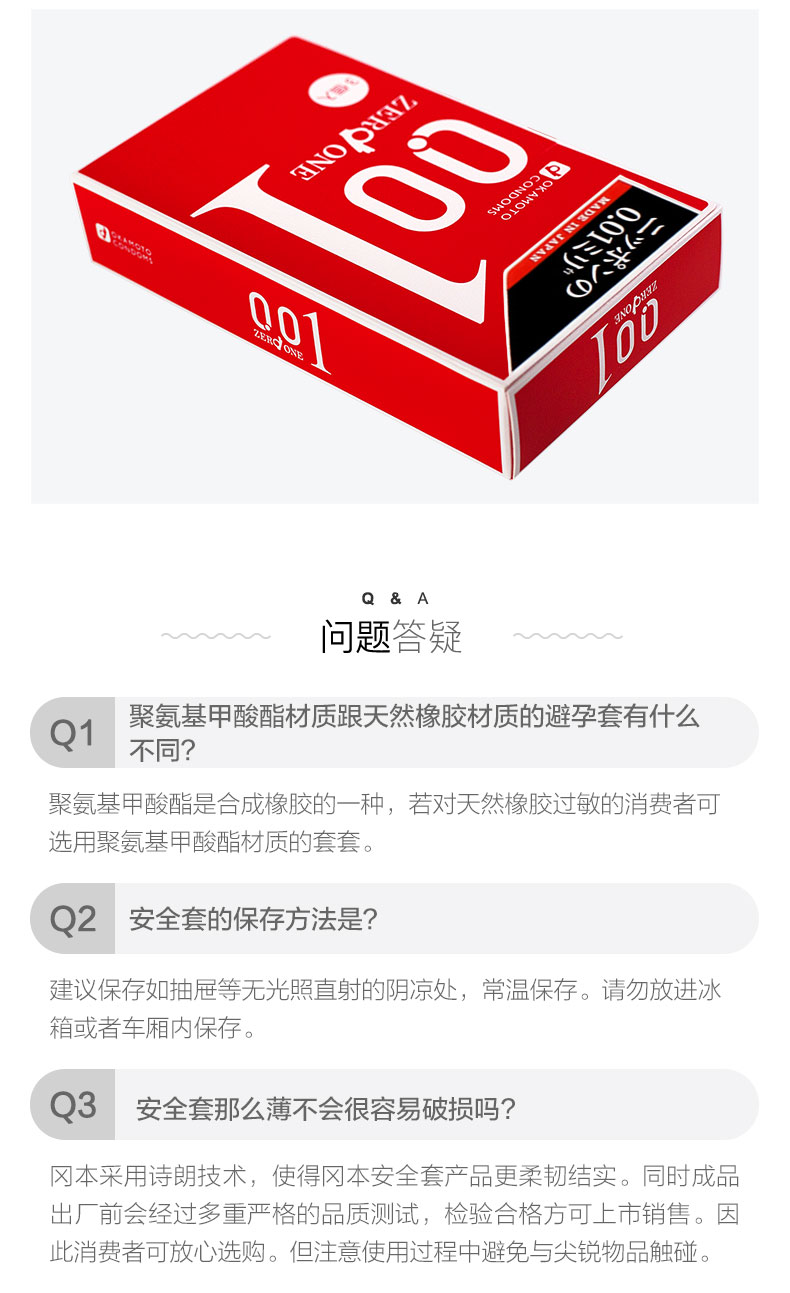 3個入
ZERO ONE
0.01
OKAMOTO
CONDOMS
MADE IN JAPAN
ニッポンの
0.01ミリ
OKAMOTO
CONDOMS
0.01
ZERO ONE
ZERO ONE
0.01
Q & A
问题答疑
Q1
聚氨基甲酸酯材质跟天然橡胶材质的避孕套有什么
不同?
聚氨基甲酸酯是合成橡胶的一种，若对天然橡胶过敏的消费者可
选用聚氨基甲酸酯材质的套套。
Q2
安全套的保存方法是?
建议保存如抽屉等无光照直射的阴凉处，常温保存。请勿放进冰
箱或者车厢内保存。
Q3
安全套那么薄不会很容易破损吗?
冈本采用诗朗技术，使得冈本安全套产品更柔韧结实。同时成品
出厂前会经过多重严格的品质测试，检验合格方可上市销售。因
此消费者可放心选购。但注意使用过程中避免与尖锐物品触碰。